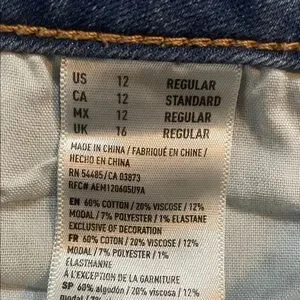 US 12 REGULAR
CA 12 STANDARD
MX 12 REGULAR
UK 16 REGULAR
MADE IN CHINA / FABRIQUÉ EN CHINE /
HECHO EN CHINA
RN 54485/CA 03873
RFC# AEM120605U9A
EN 60% COTTON / 20% VISCOSE / 12%
MODAL / 7% POLYESTER / 1% ELASTANE
EXCLUSIVE OF DECORATION
FR 60% COTON / 20% VISCOSE / 12%
MODAL / 7% POLYESTER / 1%
ÉLASTHANNE
À L'EXCEPTION DE LA GARNITURE
SP 60% algodón / 20% viscosa / 12%